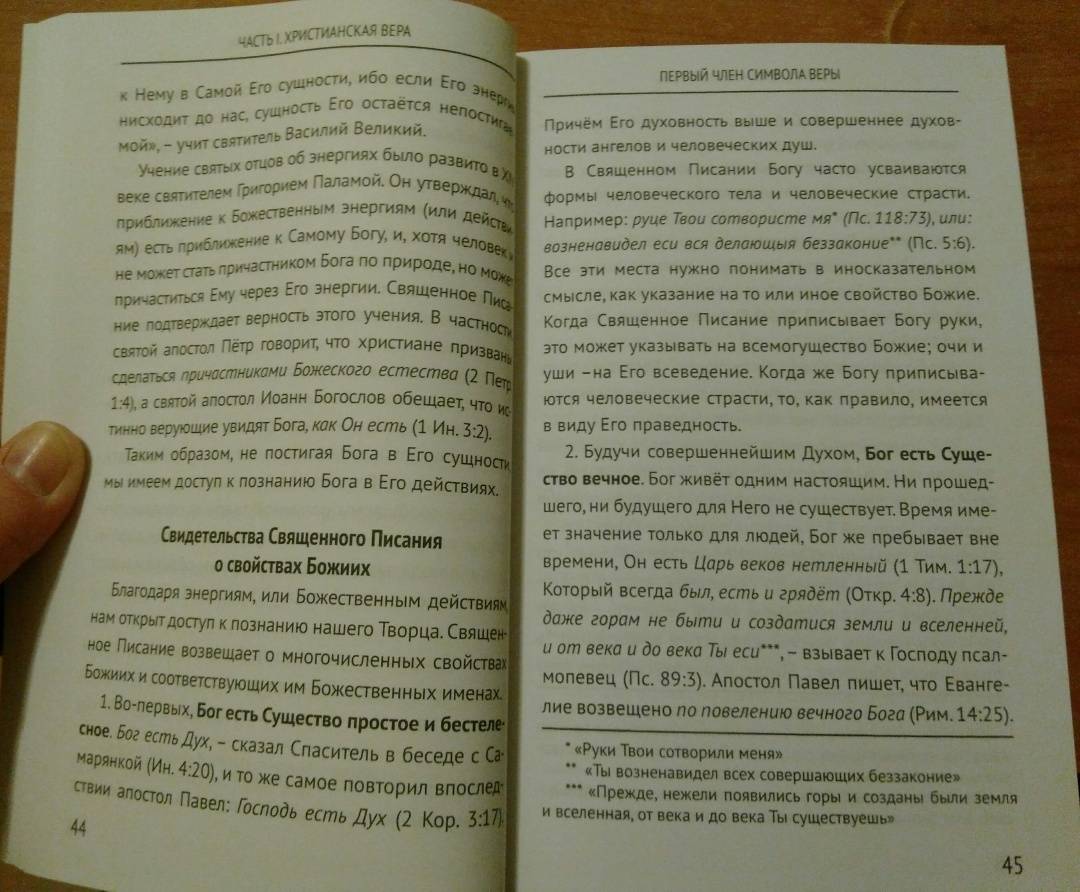 ЧАСТЬ I. ХРИСТИАНСКАЯ ВЕРА
к Нему в Самой Его сущности, ибо если Его энергии
нисходит до нас, сущность Его остаётся непостигае
мой», – учит святитель Василий Великий.
Учение святых отцов об энергиях было развито в
веке святителем Григорием Паламой. Он утверждал, что
приближение к Божественным энергиям (или действи
ям) есть приближение к Самому Богу, и, хотя человек и
не может стать причастником Бога по природе, но может
причаститься Ему через Его энергии. Священное Писа-
ние подтверждает верность этого учения. В частности
святой апостол Пётр говорит, что христиане призваны
сделаться причастниками Божеского естества (2 Петр
1:4), а святой апостол Иоанн Богослов обещает, что ис-
тинно верующие увидят Бога, как Он есть (1 Ин. 3:2).
Таким образом, не постигая Бога в Его сущности,
мы имеем доступ к познанию Бога в Его действиях.
Свидетельства Священного Писания
о свойствах Божиих
Благодаря энергиям, или Божественным действиям,
нам открыт доступ к познанию нашего Творца. Священ-
ное Писание возвещает о многочисленных свойствах
Божиих и соответствующих им Божественных именах.
1. Во-первых, Бог есть Существо простое и бестеле-
сное. Бог есть Дух, – сказал Спаситель в беседе с Са-
марянкой (Ин. 4:20), и то же самое повторил впослед-
ствии апостол Павел: Господь есть Дух (2 Кор. 3:17).
44
ПЕРВЫЙ ЧЛЕН СИМВОЛА ВЕРЫ
Причём Его духовность выше и совершеннее духов-
ности ангелов и человеческих душ.
В Священном Писании Богу часто усваиваются
формы человеческого тела и человеческие страсти.
Например: руце Твои сотвористе мя* (Пс. 118:73), или:
возненавидел еси вся делающыя беззаконие** (Пс. 5:6).
Все эти места нужно понимать в иносказательном
смысле, как указание на то или иное свойство Божие.
Когда Священное Писание приписывает Богу руки,
это может указывать на всемогущество Божие; очи и
уши –на Его всеведение. Когда же Богу приписыва-
ются человеческие страсти, то, как правило, имеется
в виду Его праведность.
2. Будучи совершеннейшим Духом, Бог есть Суще-
ство вечное. Бог живёт одним настоящим. Ни прошед-
шего, ни будущего для Него не существует. Время име-
ет значение только для людей, Бог же пребывает вне
времени, Он есть Царь веков нетленный (1 Тим. 1:17),
Который всегда был, есть и грядёт (Откр. 4:8). Прежде
даже горам не быти и создатися земли и вселенней,
и от века и до века Ты еси***, – взывает к Господу псал-
мопевец (Пс. 89:3). Апостол Павел пишет, что Еванге-
лие возвещено по повелению вечного Бога (Рим. 14:25).
* «Руки Твои сотворили меня»
** «Ты возненавидел всех совершающих беззаконие»
*** «Прежде, нежели появились горы и созданы были земля
и вселенная, от века и до века Ты существуешь»
45